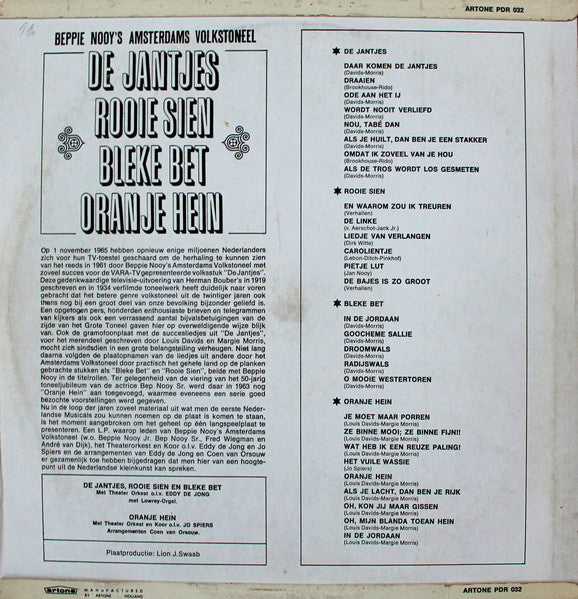 ARTONE PDR 032
BEPPIE NOOY'S AMSTERDAMS VOLKSTONEEL
DE JANTJES
ROOIE SIEN
BLEKE BET
ORANJE HEIN
Op 1 november 1965 hebben opnieuw enige miljoenen Nederlanders
zich voor hun TV-toestel geschaard om de herhaling te kunnen zien
van het reeds in 1961 door Beppie Nooy's Amsterdams Volkstoneel met
zoveel succes voor de VARA-TV gepresenteerde volksstuk "De Jantjes".
Deze gedenkwaardige televisie-uitvoering van Herman Bouber's in 1919
geschreven en in 1934 verfilmde toneelwerk heeft duidelijk naar voren
gebracht dat het betere genre volkstoneel uit de twintiger jaren ook
thans nog bij een groot deel van onze bevolking bijzonder geliefd is.
Een opgetogen pers, honderden enthousiaste brieven en telegrammen
van kijkers als ook een verrassend aantal bijvalsbetuigingen van de
zijde van het Grote Toneel gaven hier op overweldigende wijze blijk
van. Ook de gramofoonplaat met de succesliedjes uit "De Jantjes",
voor het merendeel geschreven door Louis Davids en Margie Morris,
mocht zich sindsdien in een grote belangstelling verheugen. Niet lang
daarna volgden de plaatopnamen van de liedjes uit andere door het
Amsterdams Volkstoneel door practisch het gehele land op de planken
gebrachte stukken als "Bleke Bet" en "Rooie Sien", beide met Beppie
Nooy in de titelrollen. Ter gelegenheid van de viering van het 50-jarig
toneeljubileum van de actrice Bep Nooy Sr. werd daar in 1963 nog
"Oranje Hein" aan toegevoegd, waarmee eveneens een serie goed
bezochte voorstellingen werd gegeven.
Nu in de loop der jaren zoveel materiaal uit wat men de eerste Neder-
landse Musicals zou kunnen noemen op de plaat is komen te staan,
is het moment aangebroken om het geheel op één langspeelplaat te
presenteren. Een L.P. waarop leden van Beppie Nooy's Amsterdams
Volkstoneel (w.o. Beppie Nooy Jr. Bep Nooy Sr., Fred Wiegman en
André van Dijk), het Theaterorkest en Koor o.l.v. Eddy de Jong en Jo
Spiers en de arrangementen van Eddy de Jong en Coen van Orsouw
er gezamenlijk toe hebben bijgedragen dat men hier van een hoogte-
punt uit de Nederlandse kleinkunst kan spreken.
DE JANTJES, ROOIE SIEN EN BLEKE BET
Met Theater Orkest o.l.v. EDDY DE JONG
met Lowrey-Orgel.
ORANJE HEIN
Met Theater Orkest en Koor o.l.v. JO SPIERS
Arrangementen Coen van Orsouw.
Plaatproductie: Lion J.Swaab
DE JANTJES
DAAR KOMEN DE JANTJES
(Davids-Morris)
DRAAIEN
(Brookhouse-Rido)
ODE AAN HET IJ
(Davids-Morris)
WORDT NOOIT VERLIEFD
(Davids-Morris)
NOU, TABÉ DAN
(Davids-Morris)
ALS JE HUILT, DAN BEN JE EEN STAKKER
(Davids-Morris)
OMDAT IK ZOVEEL VAN JE HOU
(Brookhouse-Rido)
ALS DE TROS WORDT LOS GESMETEN
(Davids-Morris)
ROOIE SIEN
EN WAAROM ZOU IK TREUREN
(Verhallen)
DE LINKE
(v. Aerschol-Jack Jr.)
LIEDJE VAN VERLANGEN
(Dirk Witte)
CAROLIENTJE
(Lebon-Ditch-Pinkhof)
PIETJE LUT
(Jan Nooy)
DE BAJES IS ZO GROOT
(Verhallen)
BLEKE BET
IN DE JORDAAN
(Davids-Morris)
GOOCHEME SALLIE
(Davids-Morris)
DROOMWALS
(Davids-Morris)
RADIJSWALS
(Davids-Morris)
O MOOIE WESTERTOREN
(Davids-Morris)
ORANJE HEIN
JE MOET MAAR PORREN
(Louis Davids-Margie Morris)
ZE BINNE MOOI; ZE BINNE FIJN!!
(Louis Davids-Margie Morris)
WAT HEB IK EEN REUZE PALING!
(Louis Davids-Margie Morris)
HET VUILE WASSIE
(Jo Spiers)
ORANJE HEIN
(Louis Davids-Margie Morris)
ALS JE LACHT, DAN BEN JE RIJK
(Louis Davids-Margie Morris)
OH, KON JIJ MAAR GISSEN
(Louis Davids-Margie Morris)
OH, MIJN BLANDA TOEAN HEIN
(Louis Davids-Margie Morris)
IN DE JORDAAN
(Louis Davids-Margie Morris)
artone
MANUFACTURED
BY ARTONE HOLLAND
ARTONE PDR 032